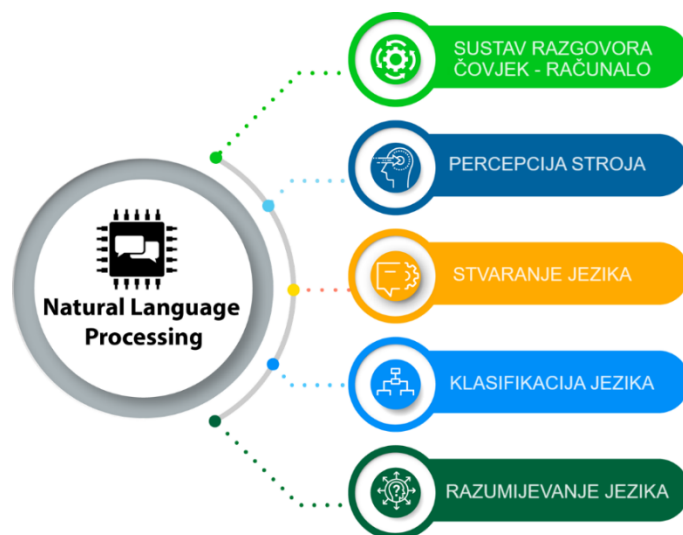 Natural Language
Processing
SUSTAV RAZGOVORA
ČOVJEK - RAČUNALO
PERCEPCIJA STROJA
STVARANJE JEZIKA
KLASIFIKACIJA JEZIKA
RAZUMIJEVANJE JEZIKA